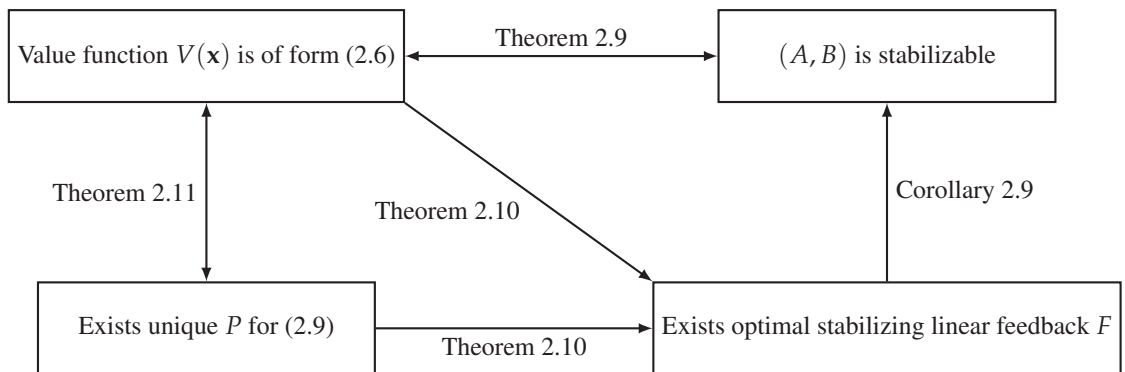 Value function V(x) is of form (2.6)
Theorem 2.9
(A, B) is stabilizable
Theorem 2.11
Theorem 2.10
Corollary 2.9
Exists unique P for (2.9)
Theorem 2.10
Exists optimal stabilizing linear feedback F